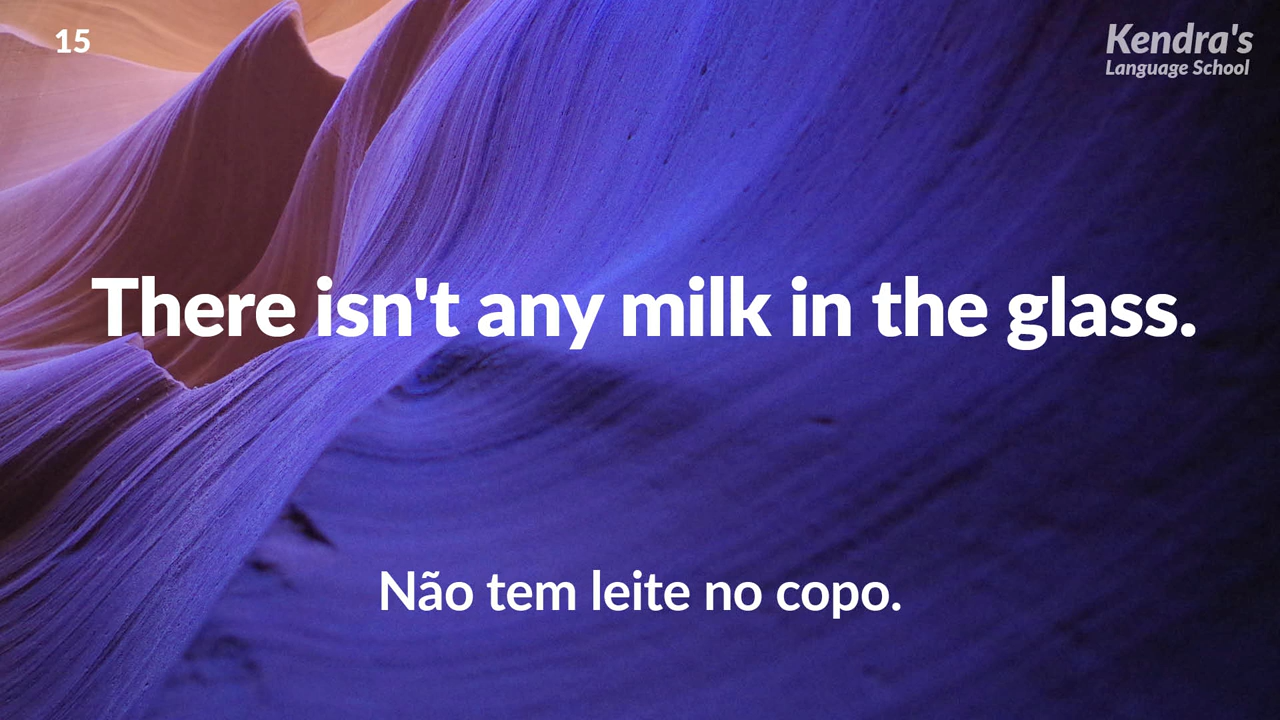 15
Kendra's
Language School
There isn't any milk in the glass.
Não tem leite no copo.